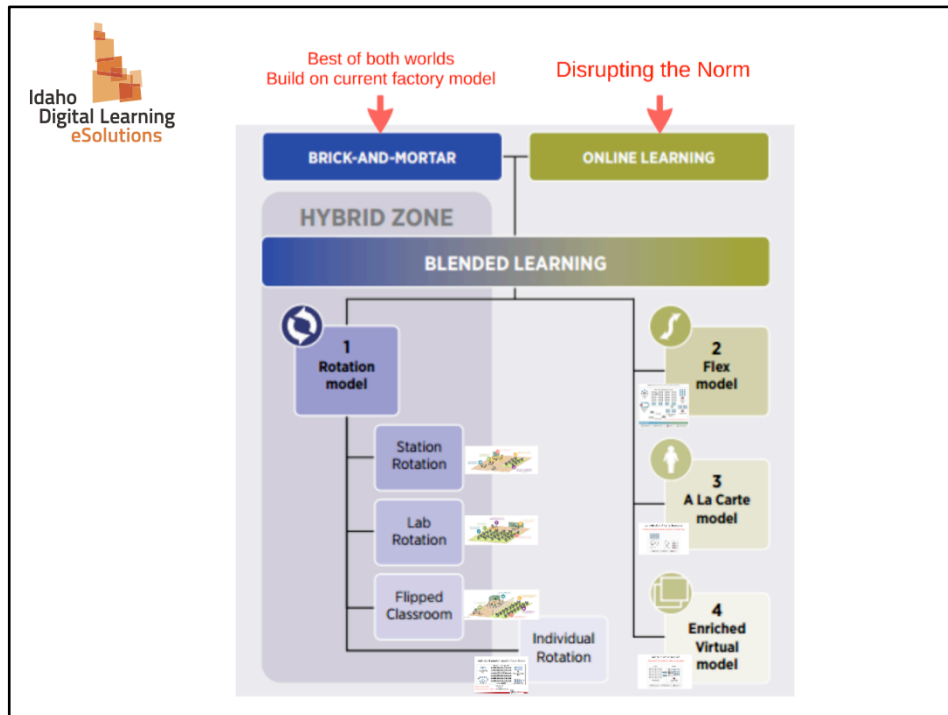 Idaho
Digital Learning
eSolutions
Best of both worlds
Build on current factory model
Disrupting the Norm
BRICK-AND-MORTAR
ONLINE LEARNING
HYBRID ZONE
BLENDED LEARNING
1
Rotation
model
2
Flex
model
Station
Rotation
3
A La Carte
model
Lab
Rotation
Flipped
Classroom
Individual
Rotation
4
Enriched
Virtual
model